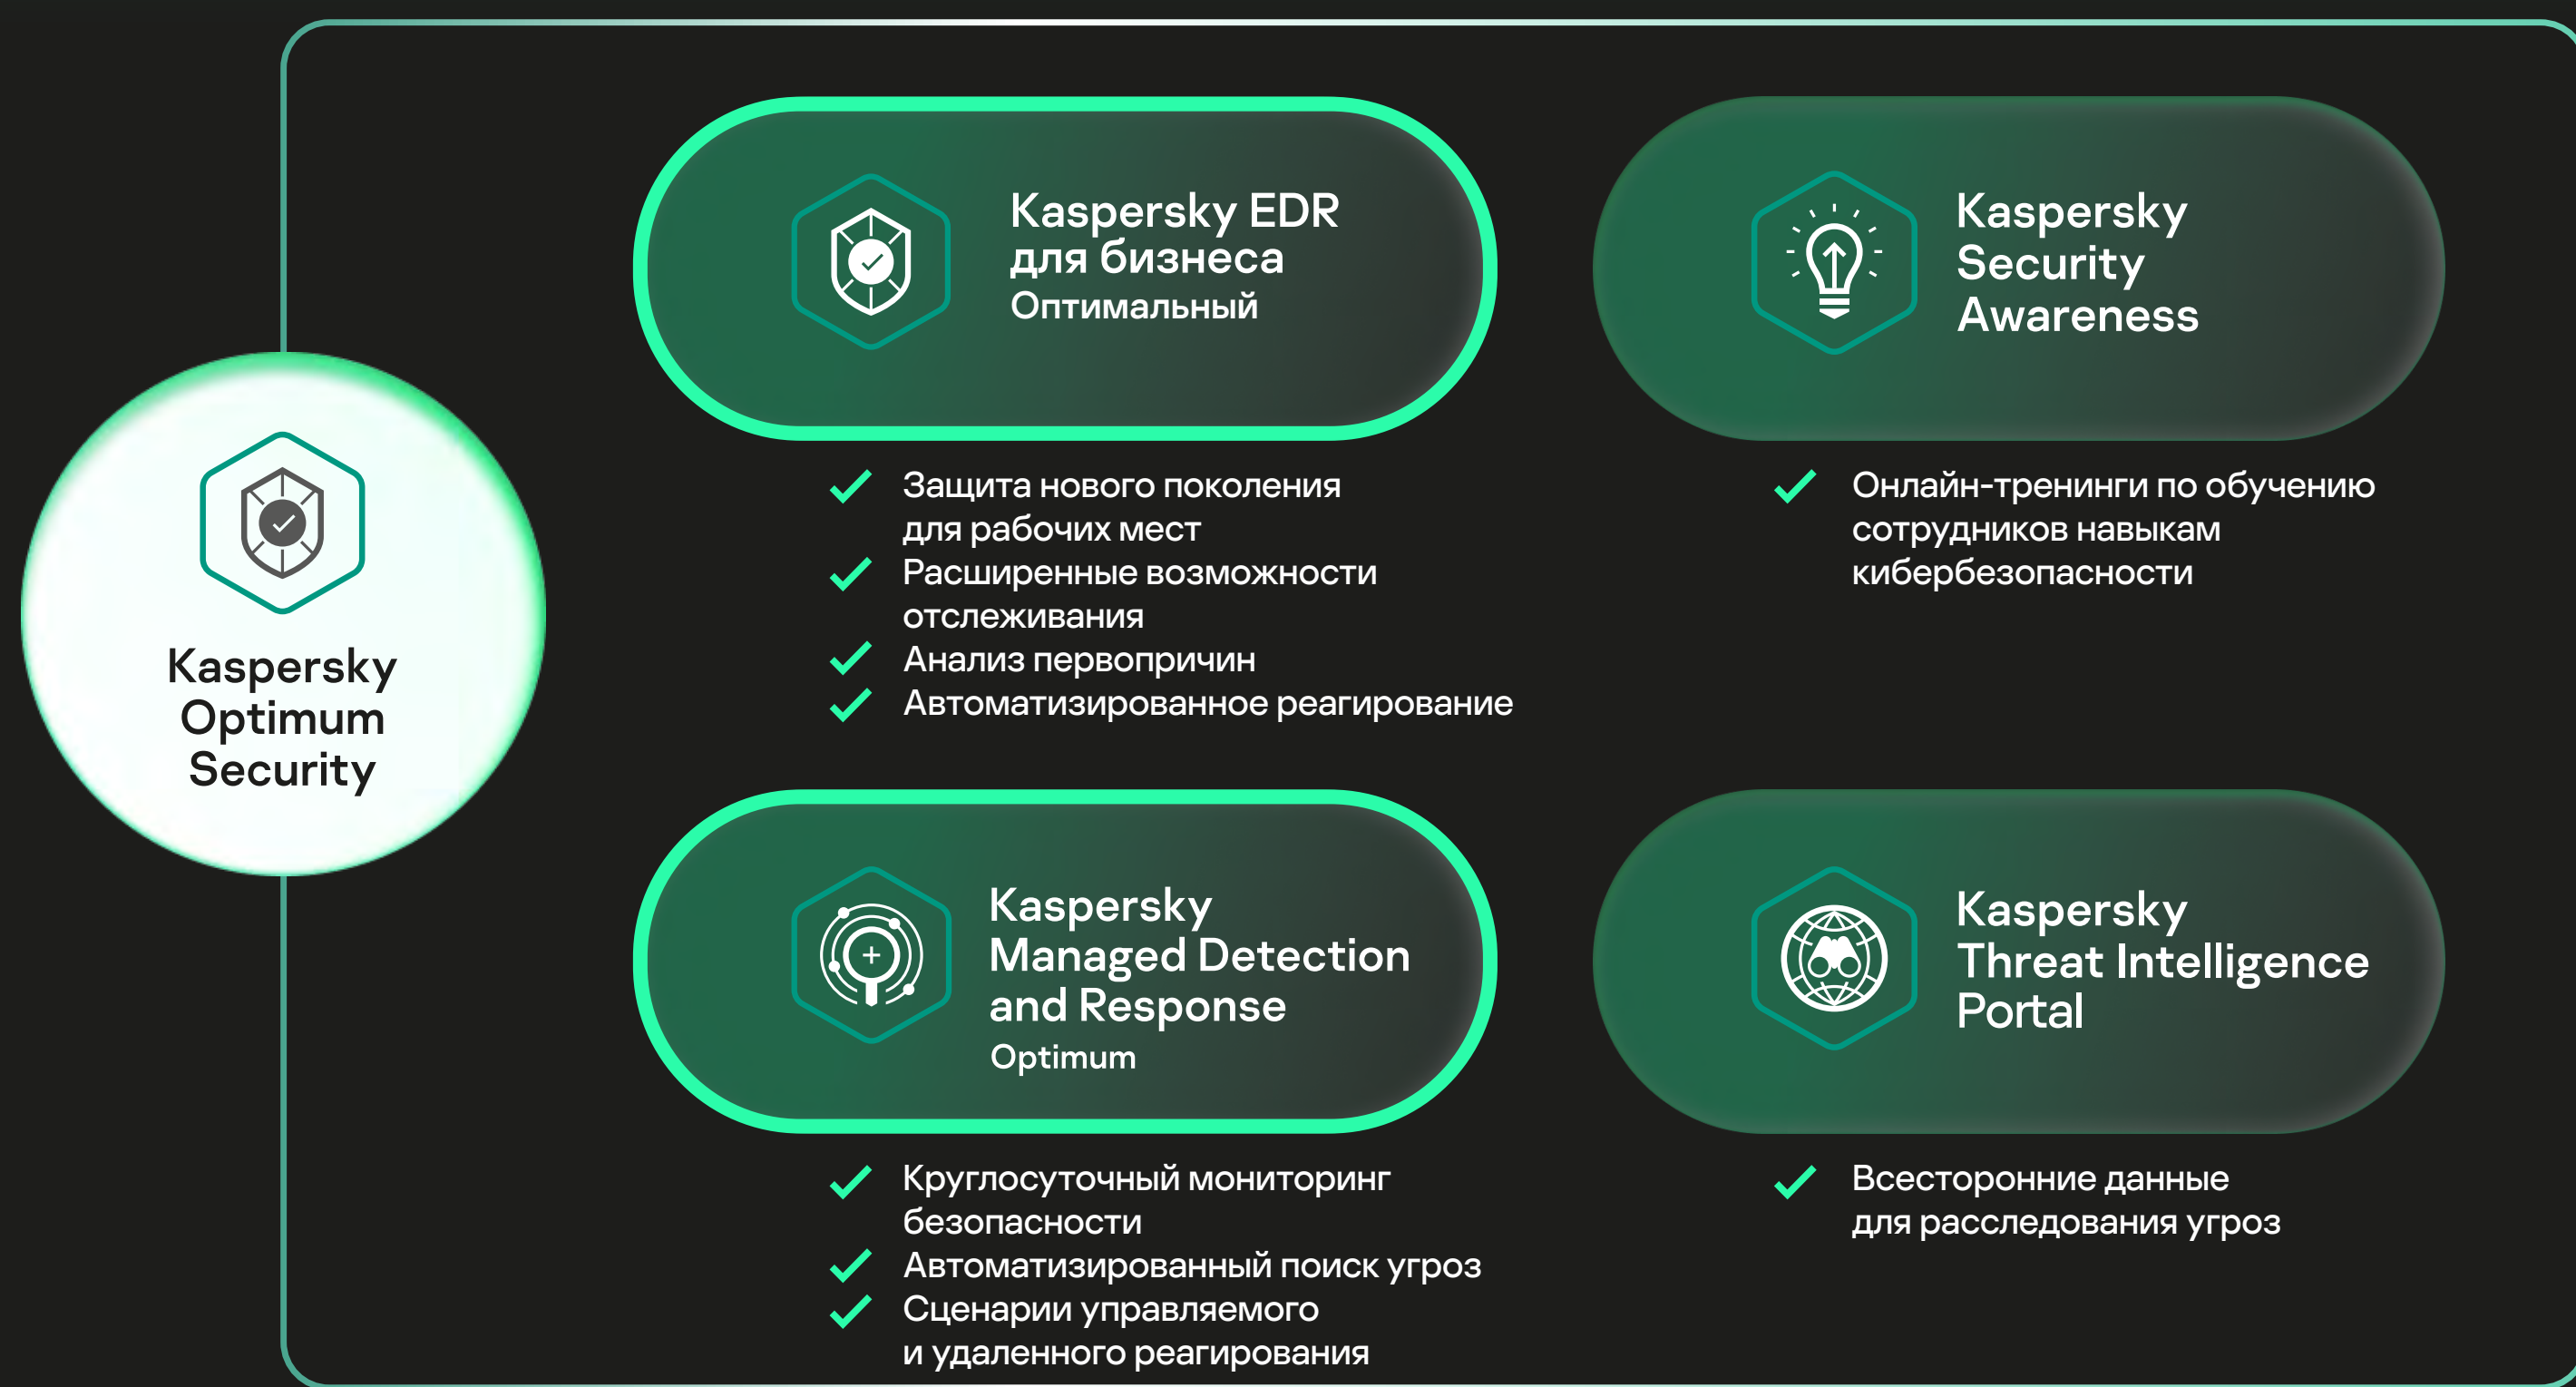 Kaspersky
Optimum
Security
Kaspersky EDR
для бизнеса
Оптимальный
Защита нового поколения
для рабочих мест
Расширенные возможности
отслеживания
Анализ первопричин
Автоматизированное реагирование
Kaspersky
Security
Awareness
Онлайн-тренинги по обучению
сотрудников навыкам
кибербезопасности
Kaspersky
Managed Detection
and Response
Optimum
Круглосуточный мониторинг
безопасности
Автоматизированный поиск угроз
Сценарии управляемого
и удаленного реагирования
Kaspersky
Threat Intelligence
Portal
Всесторонние данные
для расследования угроз